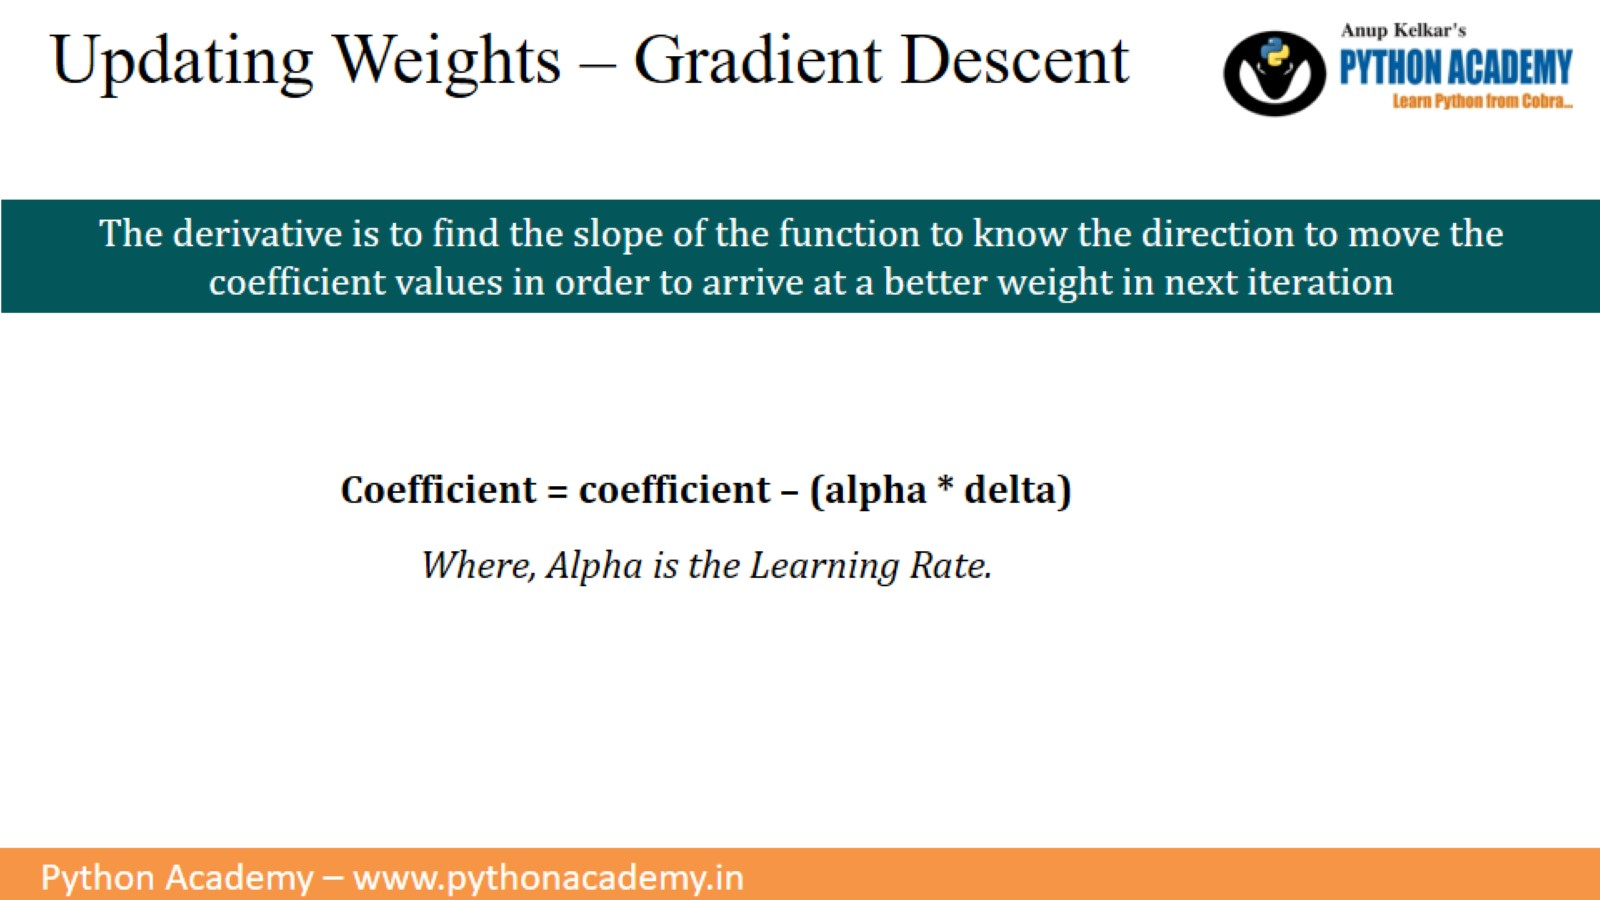 Updating Weights – Gradient Descent
Anup Kelkar's
PYTHON ACADEMY
Learn Python from Cobra...
The derivative is to find the slope of the function to know the direction to move the
coefficient values in order to arrive at a better weight in next iteration
Coefficient = coefficient – (alpha * delta)
Where, Alpha is the Learning Rate.
Python Academy – www.pythonacademy.in